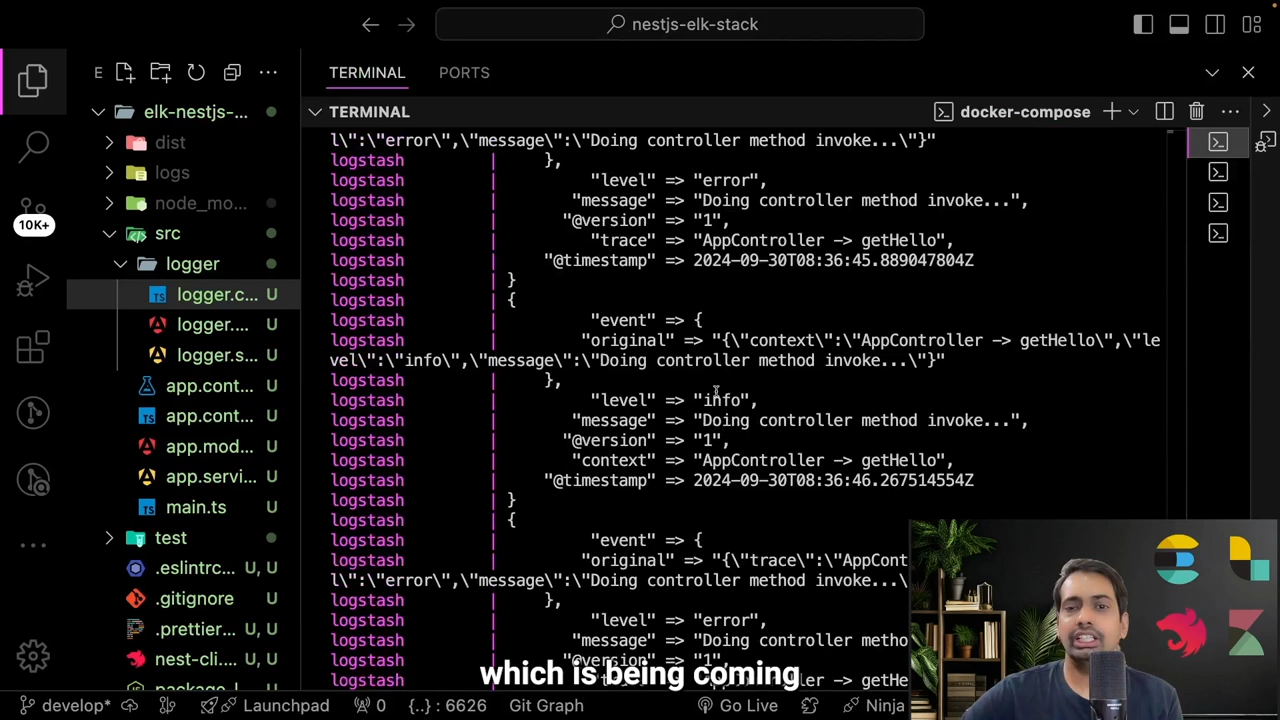 nestjs-elk-stack
E
TERMINAL
PORTS
elk-nestjs-...
TERMINAL
docker-compose
dist
logs
node_mo...
10K+
src
logger
logger.c... U
logger.... U
logger.s... U
app.cont... U
app.cont... U
app.mod... U
app.servi... U
main.ts U
test
.eslintrc... U, U
.gitignore U
.prettier... U, U
nest-cli.... U, U
l\":\"error\",\"message\":\"Doing controller method invoke...\"}"
logstash | },
logstash | "level" => "error",
logstash | "message" => "Doing controller method invoke...",
logstash | "@version" => "1",
logstash | "trace" => "AppController -> getHello",
logstash | "@timestamp" => 2024-09-30T08:36:45.889047804Z
logstash | }
logstash | {
logstash | "event" => {
logstash | "original" => "{\"context\":\"AppController -> getHello\",\"le
vel\":\"info\",\"message\":\"Doing controller method invoke...\"}"
logstash | },
logstash | "level" => "info",
logstash | "message" => "Doing controller method invoke...",
logstash | "@version" => "1",
logstash | "context" => "AppController -> getHello",
logstash | "@timestamp" => 2024-09-30T08:36:46.267514554Z
logstash | }
logstash | {
logstash | "event" => {
logstash | "original" => "{\"trace\":\"AppCont
l\":\"error\",\"message\":\"Doing controller method invoke...\
logstash | },
logstash | "level" => "error",
logstash | "message" => "Doing controller metho
logstash | "@version" => "1",
logstash |
which is being coming
develop*
Launchpad
0
{..} : 6626
Git Graph
Go Live
Ninja